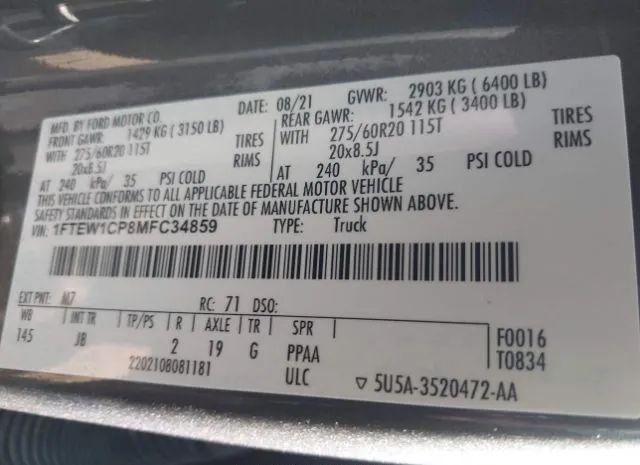 MFD. BY FORD MOTOR CO.
DATE: 08/21 GVWR: 2903 KG ( 6400 LB)
FRONT GAWR: 1429 KG ( 3150 LB)
REAR GAWR: 1542 KG ( 3400 LB)
WITH 275/60R20 115T TIRES
WITH 275/60R20 115T TIRES
20x8.5J RIMS
20x8.5J RIMS
AT 240 kPa/ 35 PSI COLD
AT 240 kPa/ 35 PSI COLD
THIS VEHICLE CONFORMS TO ALL APPLICABLE FEDERAL MOTOR VEHICLE
SAFETY STANDARDS IN EFFECT ON THE DATE OF MANUFACTURE SHOWN ABOVE.
VIN: 1FTEW1CP8MFC34859 TYPE: Truck
EXT PNT: M7 RC: 71 DSO:
WB INT TR TP/PS R AXLE TR SPR
145 JB 2 19 G PPAA
F0016
T0834
2202108081181 ULC
▽ 5U5A-3520472-AA